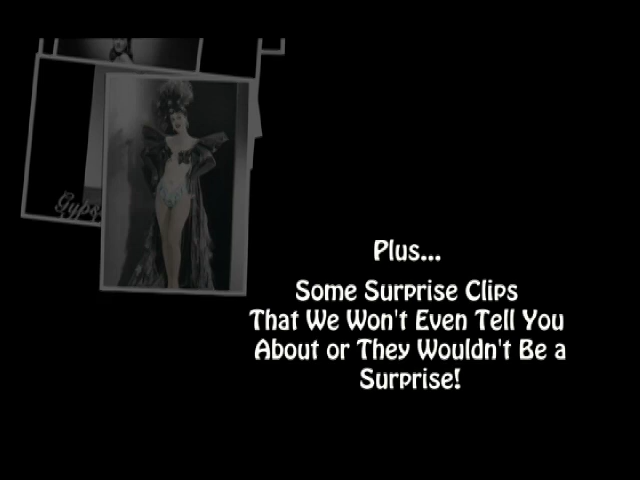 Plus...
Some Surprise Clips
That We Won't Even Tell You
About or They Wouldn't Be a
Surprise!